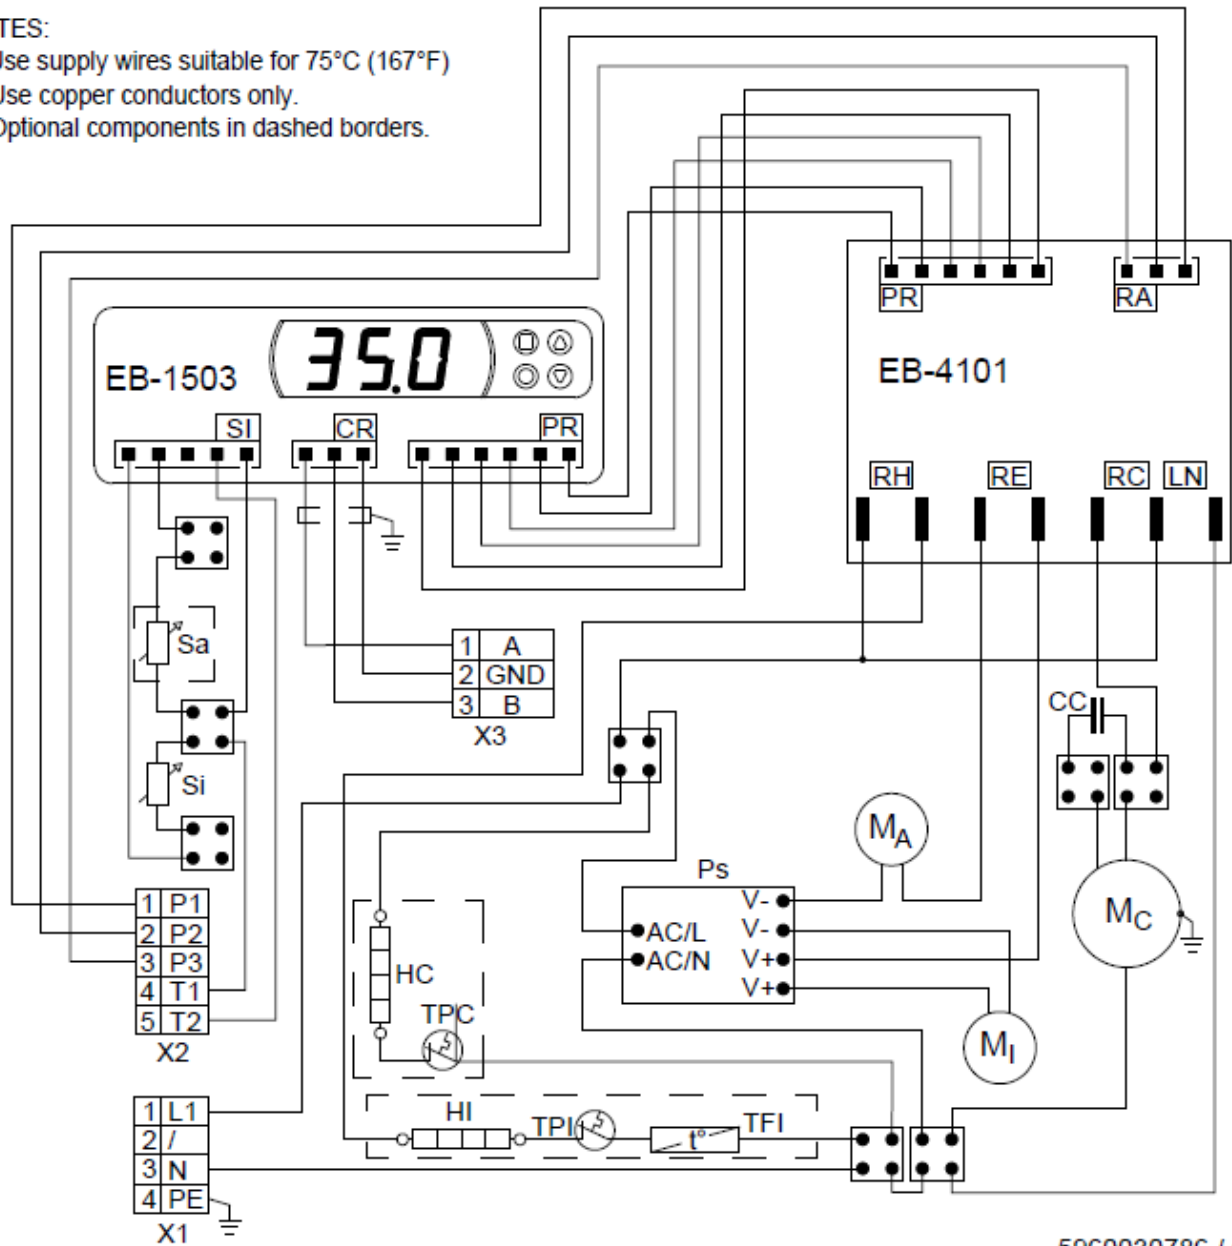 TES:
Use supply wires suitable for 75°C (167°F)
Use copper conductors only.
Optional components in dashed borders.
PR
RA
EB-4101
EB-1503
35.0
SI
CR
PR
RH
RE
RC
LN
Sa
1 A
2 GND
3 B
X3
CC
Si
MA
Ps
V-
AC/L
V-
AC/N
V+
V+
MC
1 P1
2 P2
3 P3
4 T1
5 T2
X2
HC
TPC
MI
1 L1
2 /
3 N
4 PE
X1
HI
TPI
t°
TFI